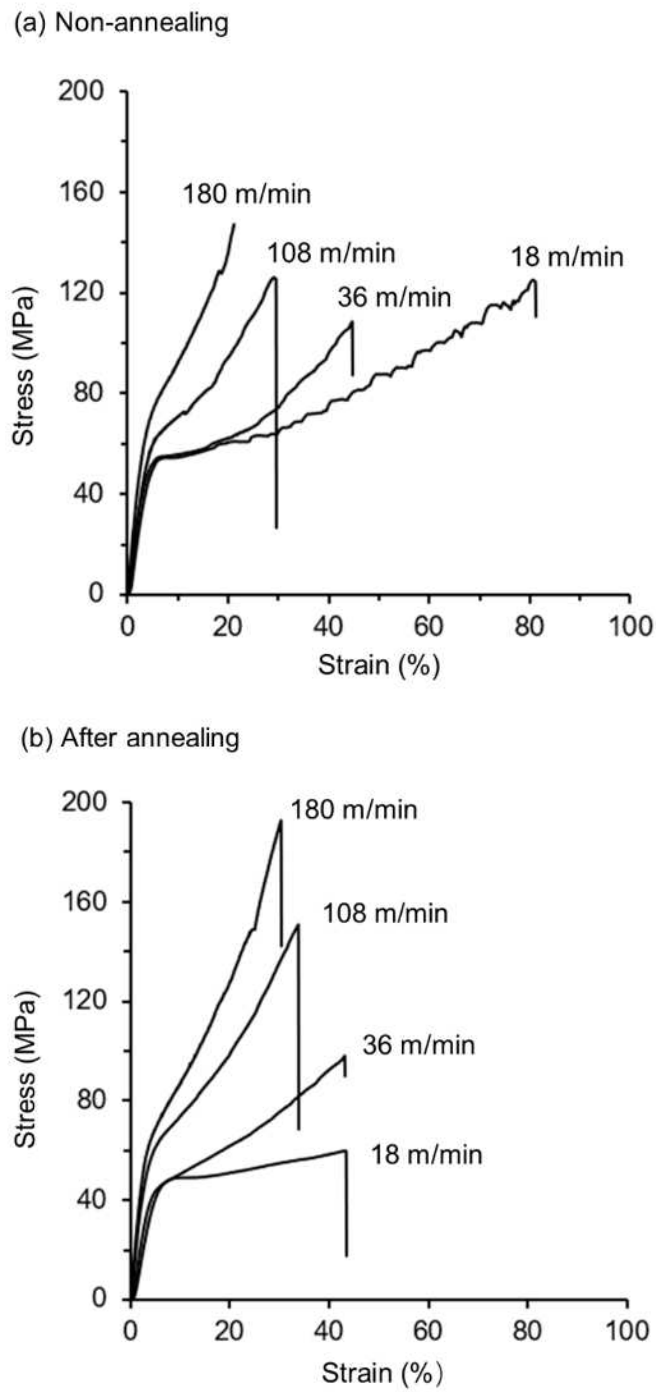 (a) Non-annealing
200
160
120
80
40
0
180 m/min
108 m/min
36 m/min
18 m/min
Stress (MPa)
0 20 40 60 80 100
Strain (%)
(b) After annealing
200
160
120
80
40
0
180 m/min
108 m/min
36 m/min
18 m/min
Stress (MPa)
0 20 40 60 80 100
Strain (%)